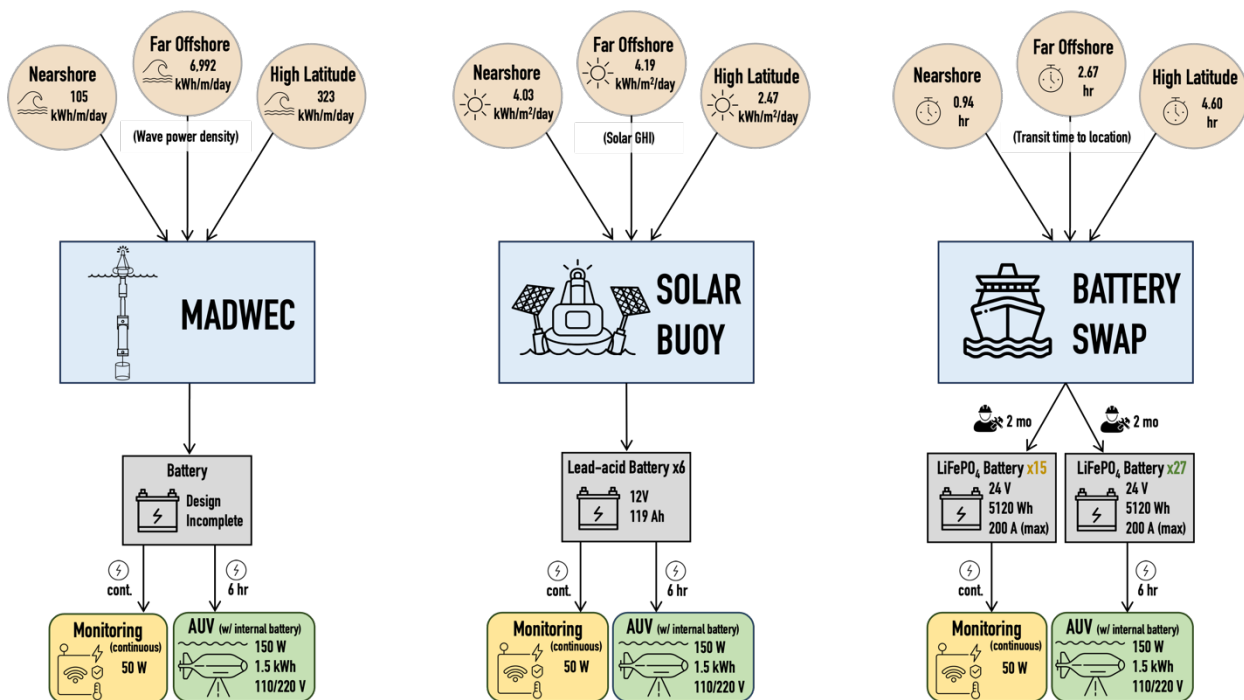 Nearshore
105
kWh/m/day
Far Offshore
6,992
kWh/m/day
High Latitude
323
kWh/m/day
(Wave power density)
MADWEC
Battery
Design
Incomplete
cont.
6 hr
Monitoring
(continuous)
50 W
AUV (w/ internal battery)
150 W
1.5 kWh
110/220 V
Nearshore
4.03
kWh/m²/day
Far Offshore
4.19
kWh/m²/day
High Latitude
2.47
kWh/m²/day
(Solar GHI)
SOLAR
BUOY
Lead-acid Battery x6
12V
119 Ah
cont.
6 hr
Monitoring
(continuous)
50 W
AUV (w/ internal battery)
150 W
1.5 kWh
110/220 V
Nearshore
0.94
hr
Far Offshore
2.67
hr
High Latitude
4.60
hr
(Transit time to location)
BATTERY
SWAP
2 mo
2 mo
LiFePO₄ Battery x15
24 V
5120 Wh
200 A (max)
LiFePO₄ Battery x27
24 V
5120 Wh
200 A (max)
cont.
6 hr
Monitoring
(continuous)
50 W
AUV (w/ internal battery)
150 W
1.5 kWh
110/220 V